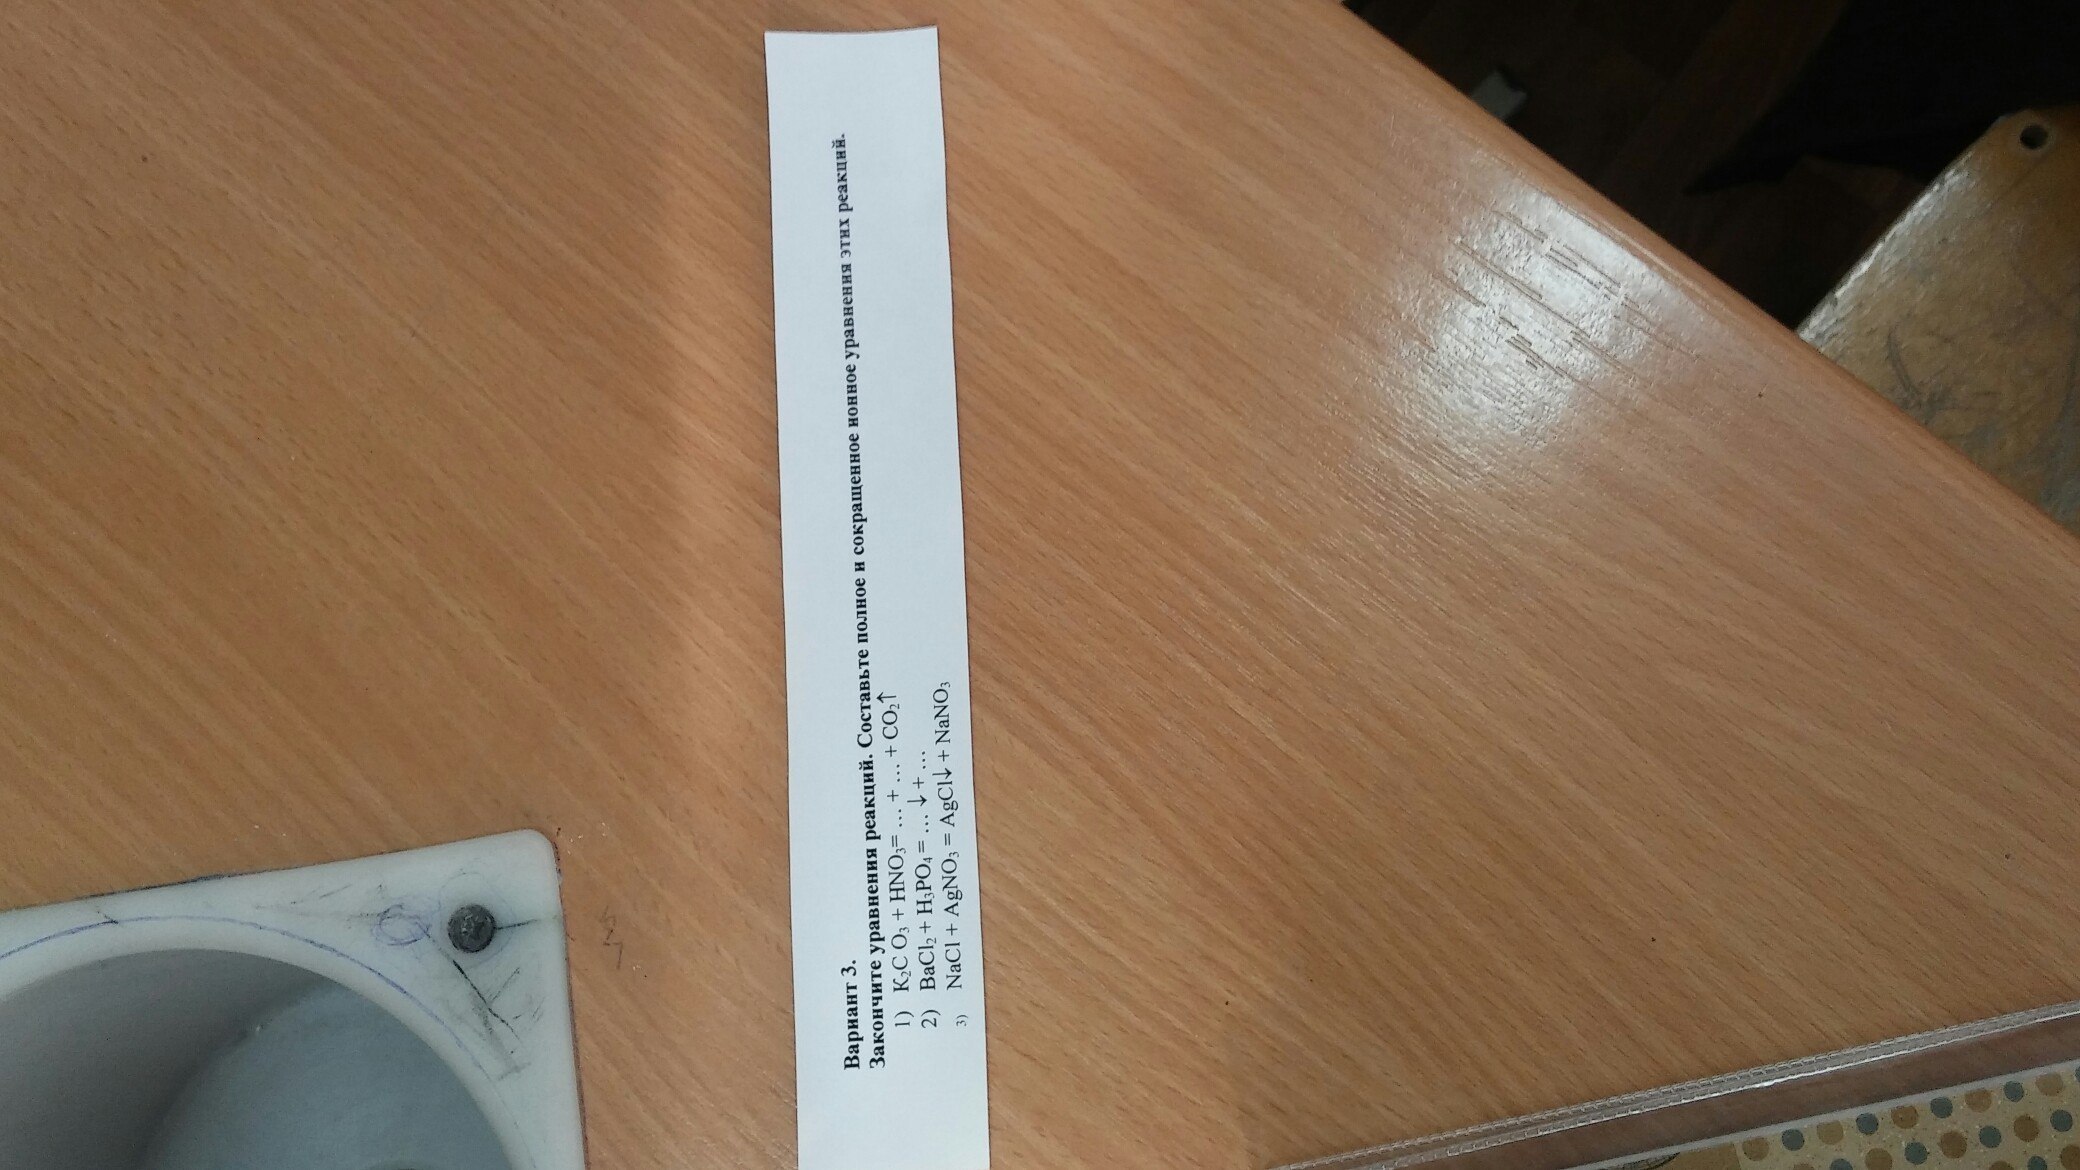 Вариант 3.
Закончите уравнения реакций. Составьте полное и сокращенное ионное уравнения этих реакций.
1) K₂C O₃ + HNO₃= … + … + CO₂↑
2) BaCl₂ + H₃PO₄ = … ↓ + …
3) NaCl + AgNO₃ = AgCl↓ + NaNO₃